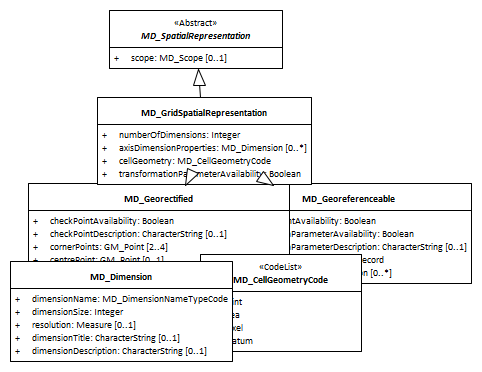 «Abstract»
MD_SpatialRepresentation
+ scope: MD_Scope [0..1]
MD_GridSpatialRepresentation
+ numberOfDimensions: Integer
+ axisDimensionProperties: MD_Dimension [0..*]
+ cellGeometry: MD_CellGeometryCode
+ transformationParameterAvailability: Boolean
MD_Georectified
+ checkPointAvailability: Boolean
+ checkPointDescription: CharacterString [0..1]
+ cornerPoints: GM_Point [2..4]
+ centrePoint: GM_Point [0..1]
MD_Georeferenceable
ntAvailability: Boolean
ParameterAvailability: Boolean
ParameterDescription: CharacterString [0..1]
ecord
on [0..*]
MD_Dimension
+ dimensionName: MD_DimensionNameTypeCode
+ dimensionSize: Integer
+ resolution: Measure [0..1]
+ dimensionTitle: CharacterString [0..1]
+ dimensionDescription: CharacterString [0..1]
«CodeList»
MD_CellGeometryCode
int
ea
xel
atum